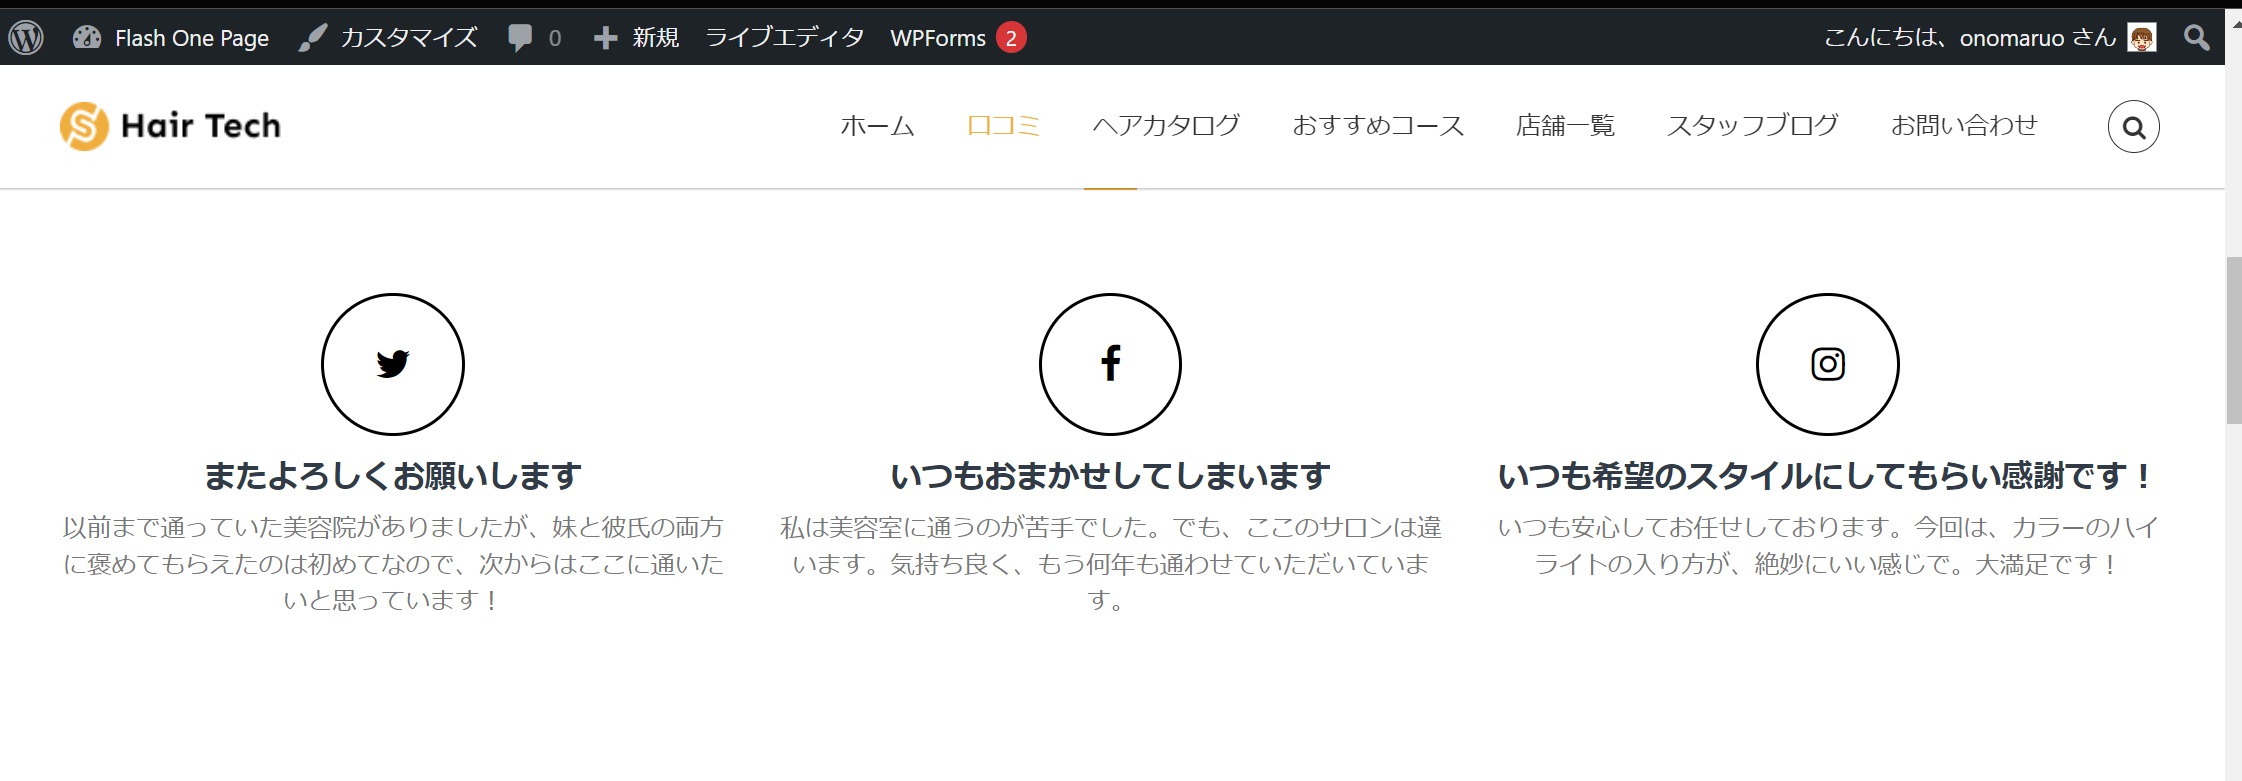 Flash One Page カスタマイズ 0 新規 ライブエディタ WPForms 2 こんにちは、onomaruo さん
Hair Tech ホーム 口コミ ヘアカタログ おすすめコース 店舗一覧 スタッフブログ お問い合わせ
またよろしくお願いします
以前まで通っていた美容院がありましたが、妹と彼氏の両方
に褒めてもらえたのは初めてなので、次からはここに通いた
いと思っています！
いつもおまかせしてしまいます
私は美容室に通うのが苦手でした。でも、ここのサロンは違
います。気持ち良く、もう何年も通わせていただいていま
す。
いつも希望のスタイルにしてもらい感謝です！
いつも安心してお任せしております。今回は、カラーのハイ
ライトの入り方が、絶妙にいい感じで。大満足です！